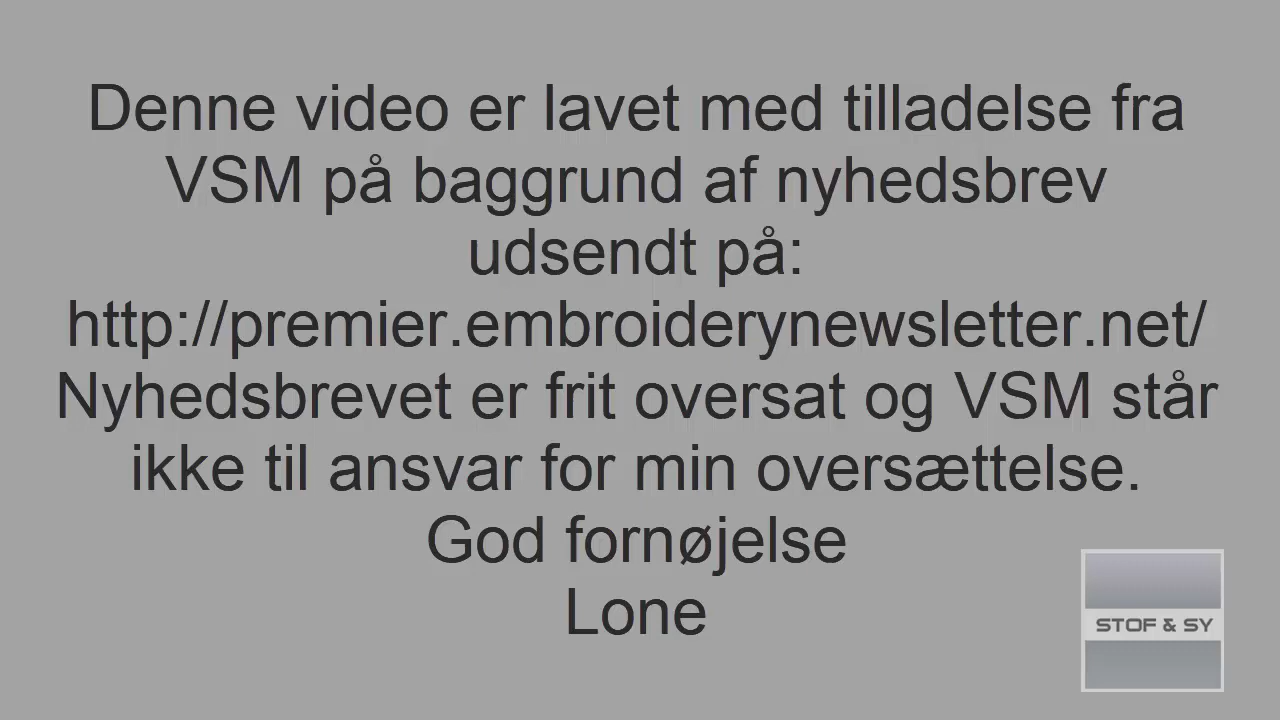 Denne video er lavet med tilladelse fra
VSM på baggrund af nyhedsbrev
udsendt på:
http://premier.embroiderynewsletter.net/
Nyhedsbrevet er frit oversat og VSM står
ikke til ansvar for min oversættelse.
God fornøjelse
Lone
STOF & SY